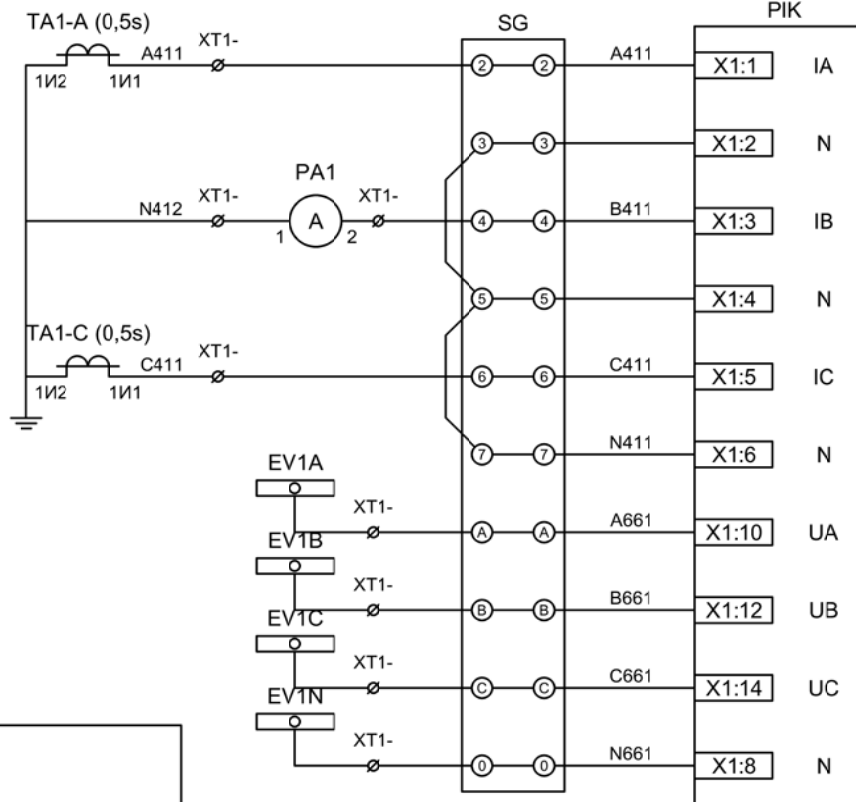 PIK
SG
TA1-A (0,5s)
A411
XT1-
1И2
1И1
2
2
A411
X1:1
IA
3
3
X1:2
N
PA1
N412
XT1-
XT1-
1
A
2
4
4
B411
X1:3
IB
5
5
X1:4
N
TA1-C (0,5s)
C411
XT1-
1И2
1И1
6
6
C411
X1:5
IC
7
7
N411
X1:6
N
EV1A
XT1-
A
A
A661
X1:10
UA
EV1B
XT1-
B
B
B661
X1:12
UB
EV1C
XT1-
C
C
C661
X1:14
UC
EV1N
XT1-
0
0
N661
X1:8
N